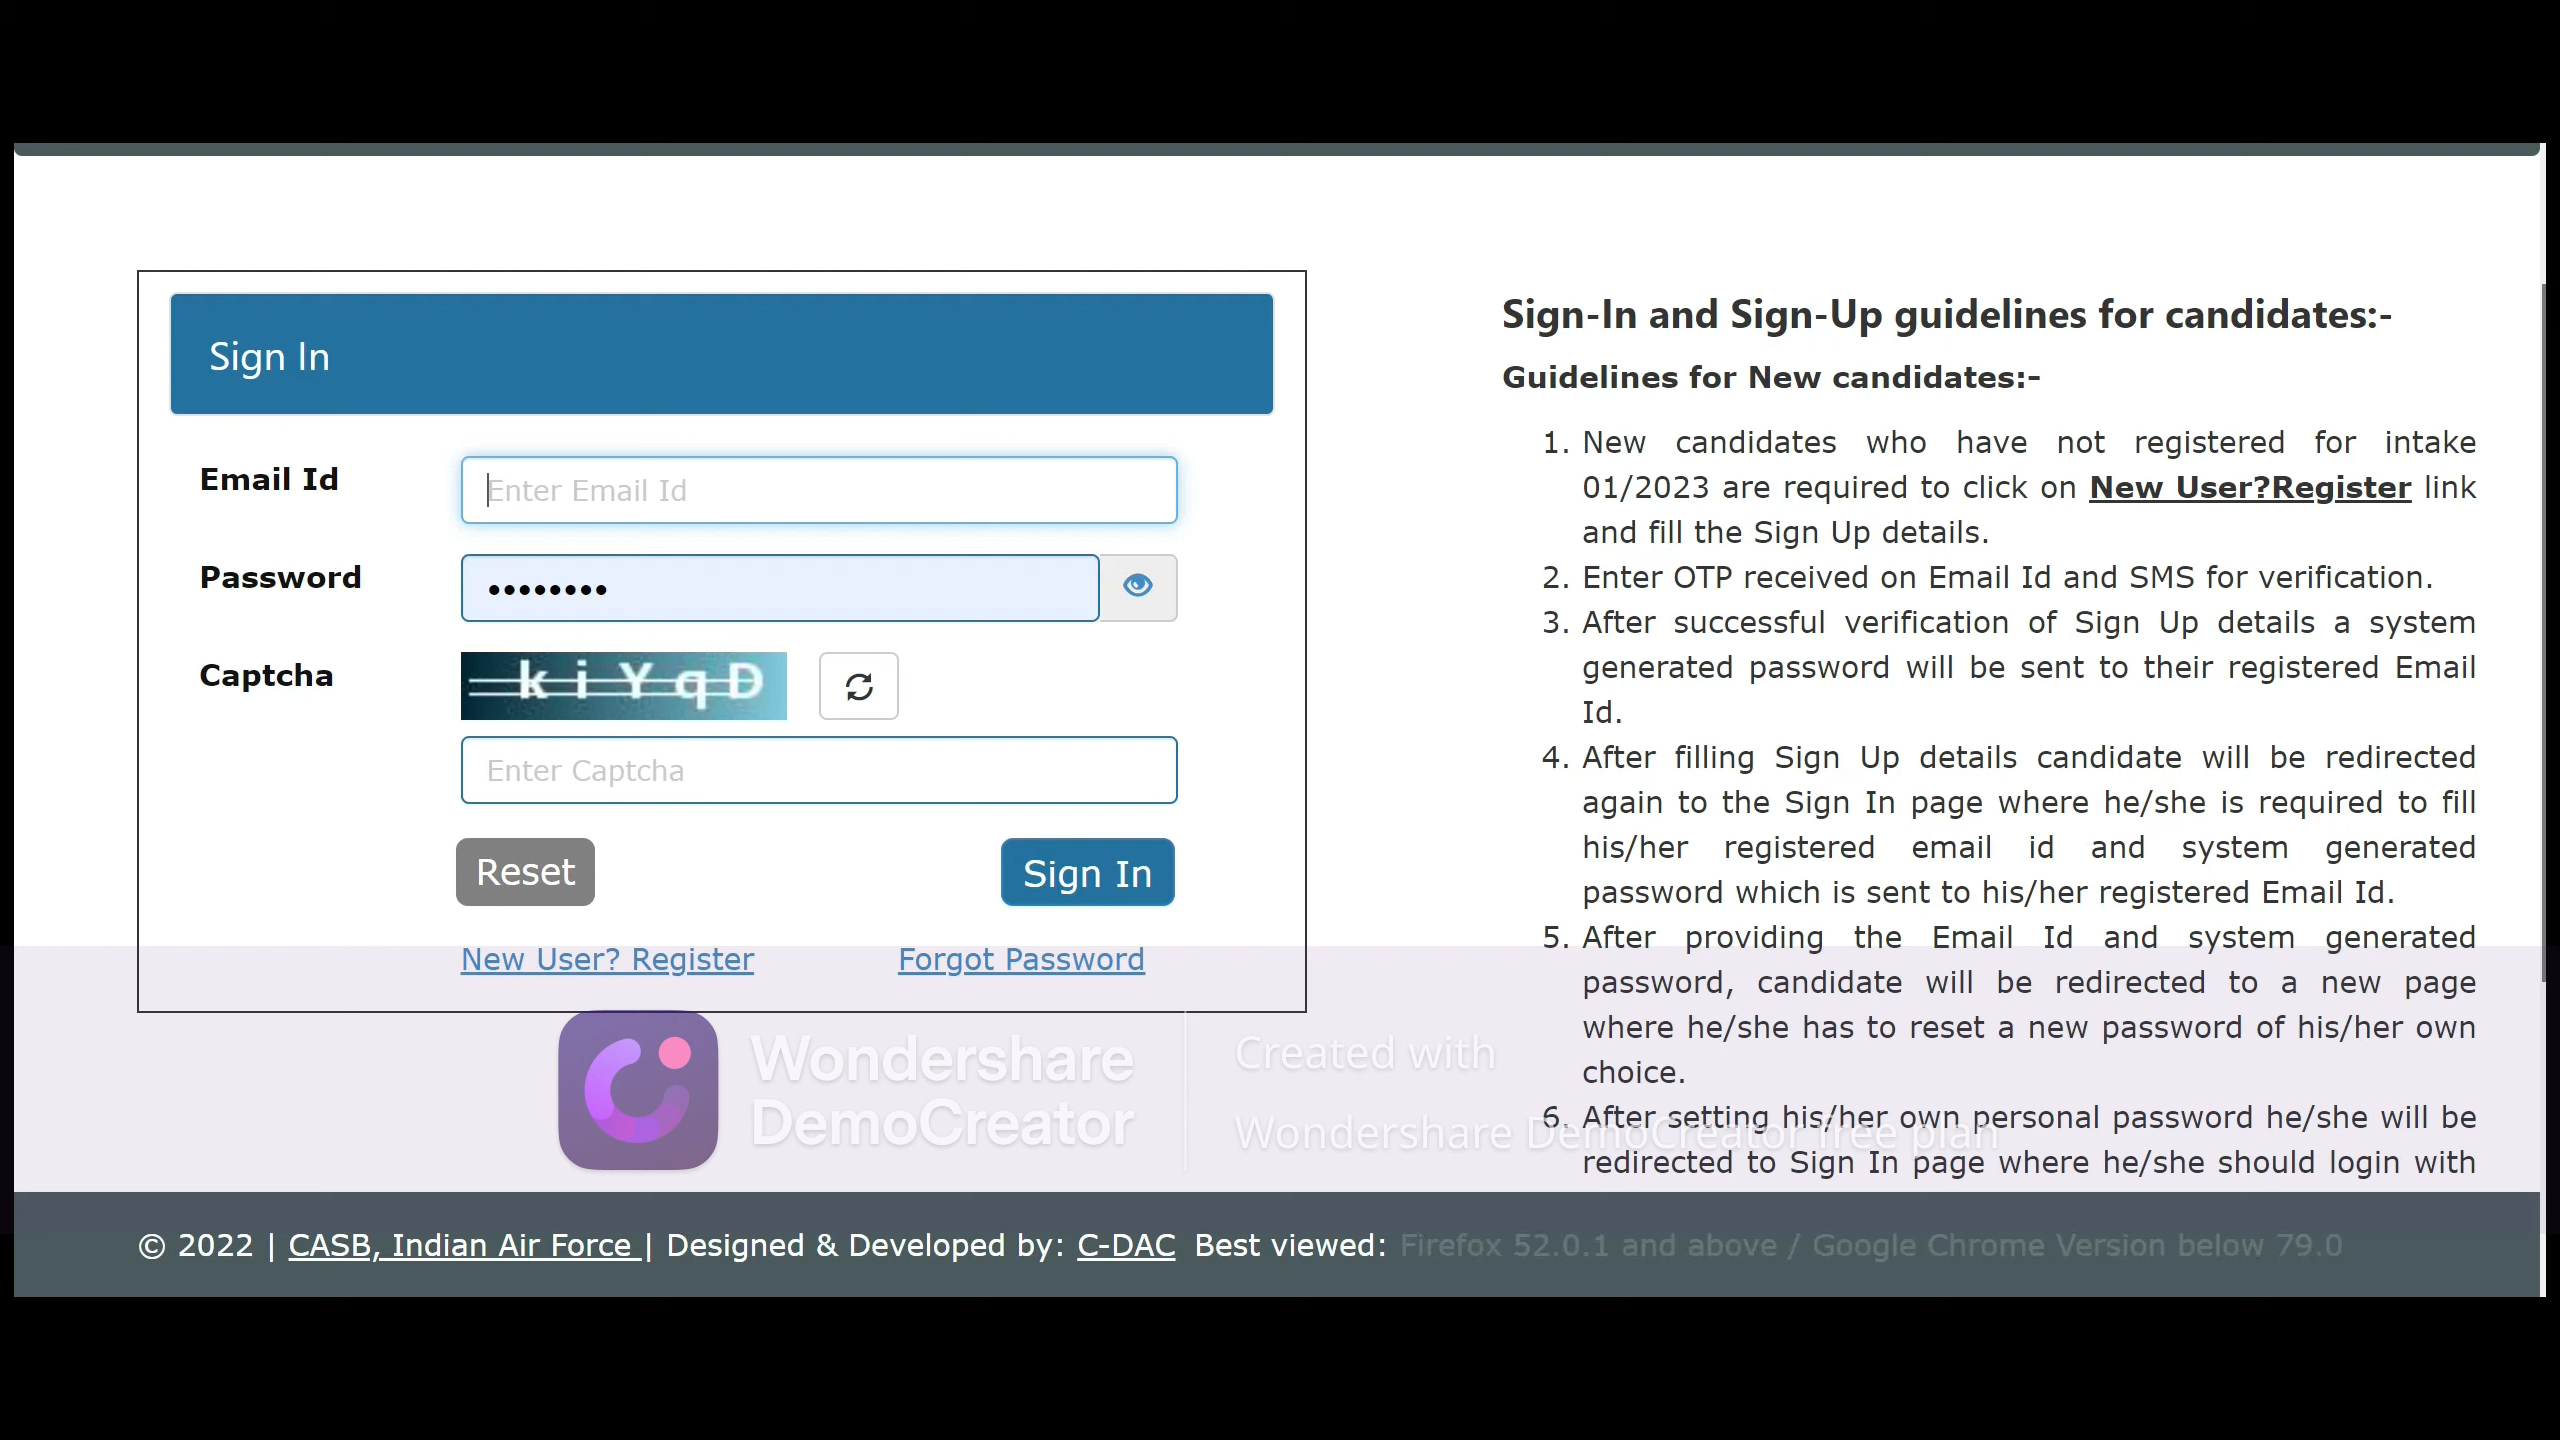 Sign In
Email Id
Enter Email Id
Password
••••••••
Captcha
k i Y q D
Enter Captcha
Reset
Sign In
New User? Register
Forgot Password
Sign-In and Sign-Up guidelines for candidates:-
Guidelines for New candidates:-
1. New candidates who have not registered for intake
01/2023 are required to click on New User?Register link
and fill the Sign Up details.
2. Enter OTP received on Email Id and SMS for verification.
3. After successful verification of Sign Up details a system
generated password will be sent to their registered Email
Id.
4. After filling Sign Up details candidate will be redirected
again to the Sign In page where he/she is required to fill
his/her registered email id and system generated
password which is sent to his/her registered Email Id.
5. After providing the Email Id and system generated
password, candidate will be redirected to a new page
where he/she has to reset a new password of his/her own
choice.
6. After setting his/her own personal password he/she will be
redirected to Sign In page where he/she should login with
Wondershare
DemoCreator
Created with
Wondershare DemoCreator free plan
© 2022 | CASB, Indian Air Force | Designed & Developed by: C-DAC Best viewed: Firefox 52.0.1 and above / Google Chrome Version below 79.0